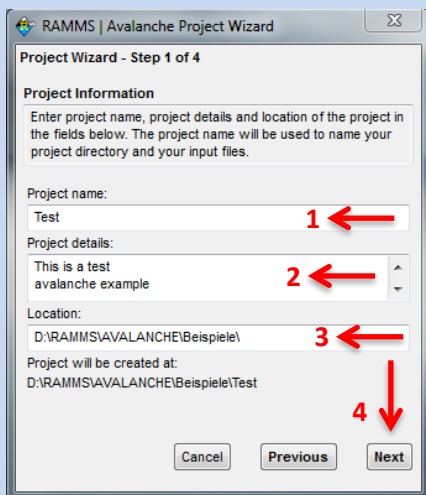 RAMMS | Avalanche Project Wizard
Project Wizard - Step 1 of 4
Project Information
Enter project name, project details and location of the project in
the fields below. The project name will be used to name your
project directory and your input files.
Project name:
Test
1
Project details:
This is a test
avalanche example
2
Location:
D:\RAMMS\AVALANCHE\Beispiele\
3
Project will be created at:
D:\RAMMS\AVALANCHE\Beispiele\Test
4
Cancel Previous Next